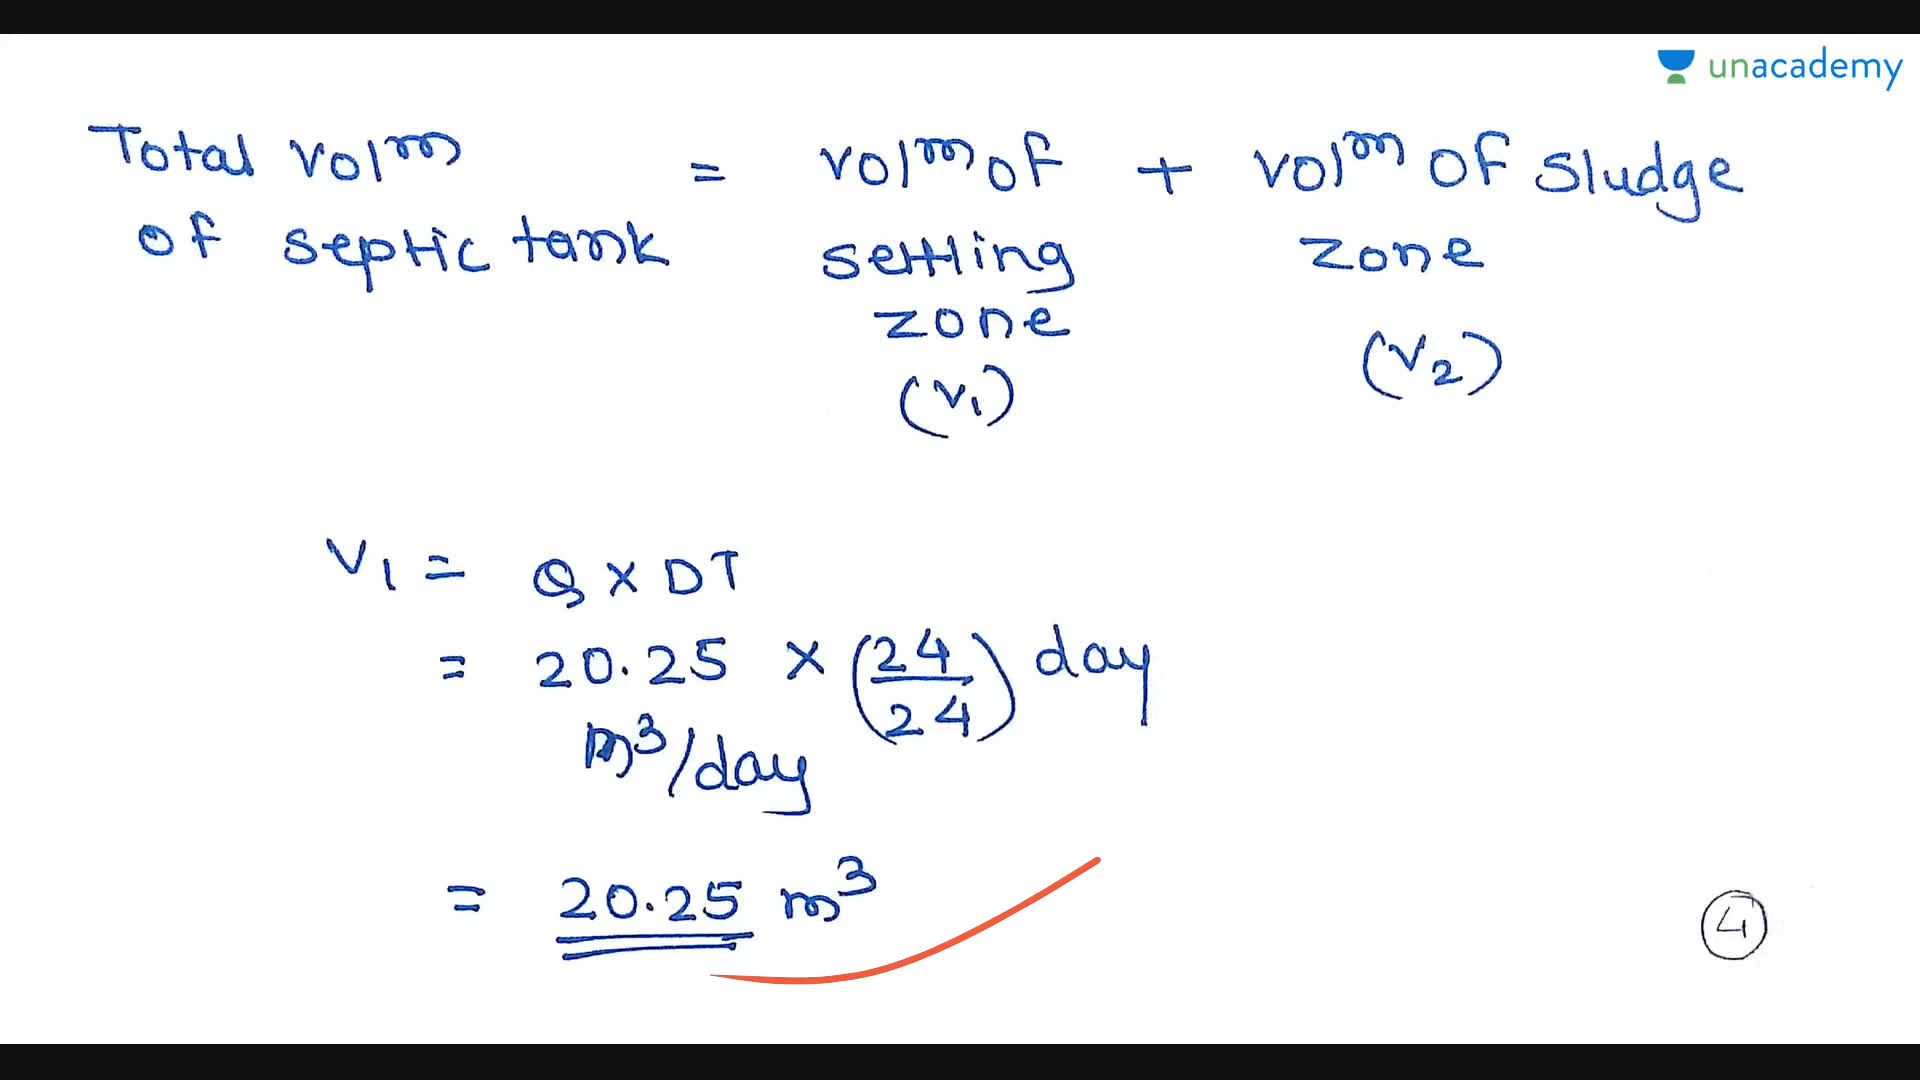 unacademy
Total volᵐ = volᵐ of + volᵐ of sludge
of septic tank settling zone
zone
(V₁) (V₂)
V₁ = Q × DT
= 20.25 × (24/24) day
m³/day
= 20.25 m³
4